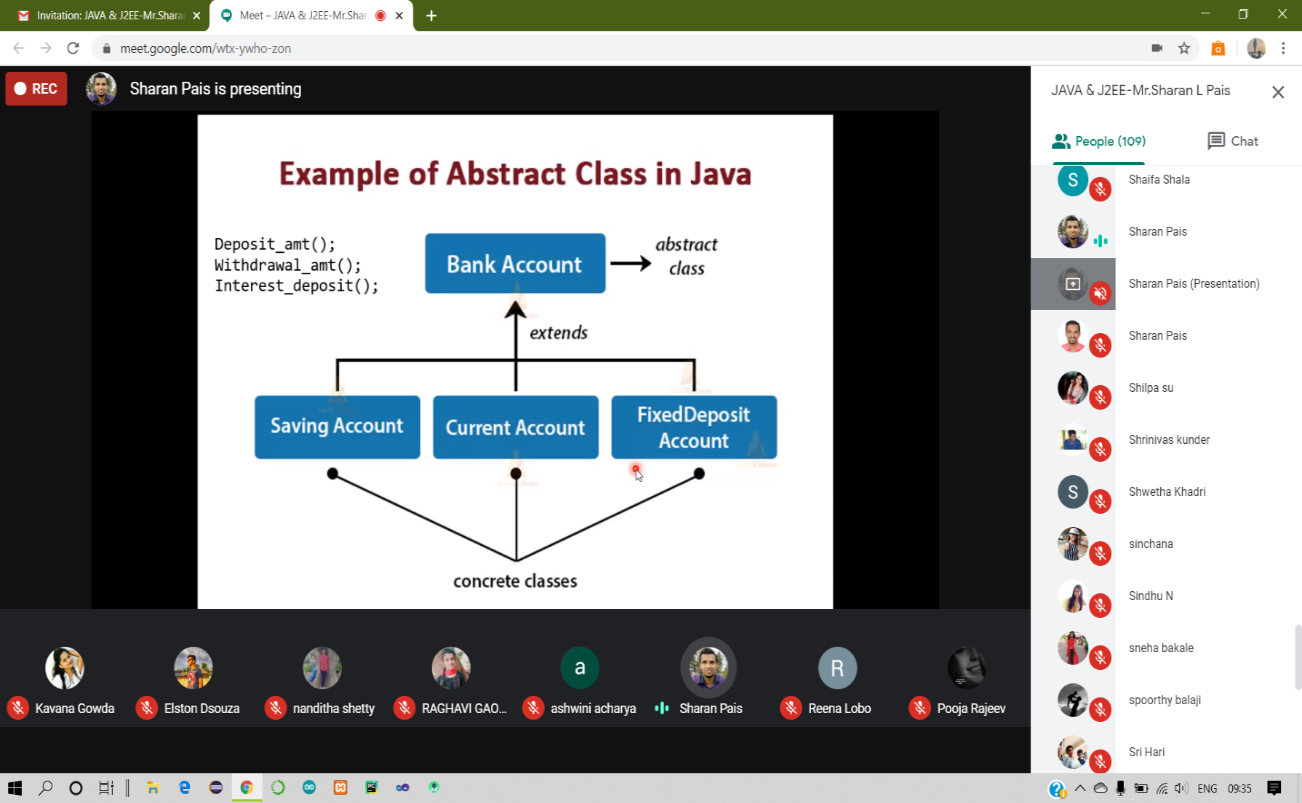 Invitation: JAVA & J2EE-Mr.Shara
Meet – JAVA & J2EE-Mr.Shar
meet.google.com/wtx-ywho-zon
REC
Sharan Pais is presenting
Example of Abstract Class in Java
Deposit_amt();
Withdrawal_amt();
Interest_deposit();
Bank Account
abstract
class
extends
Saving Account
Current Account
FixedDeposit
Account
concrete classes
Kavana Gowda
Elston Dsouza
nanditha shetty
RAGHAVI GAO...
a
ashwini acharya
Sharan Pais
R
Reena Lobo
Pooja Rajeev
JAVA & J2EE-Mr.Sharan L Pais
People (109)
Chat
S
Shaifa Shala
Sharan Pais
Sharan Pais (Presentation)
Sharan Pais
Shilpa su
Shrinivas kunder
S
Shwetha Khadri
sinchana
Sindhu N
sneha bakale
spoorthy balaji
Sri Hari
ENG
09:35